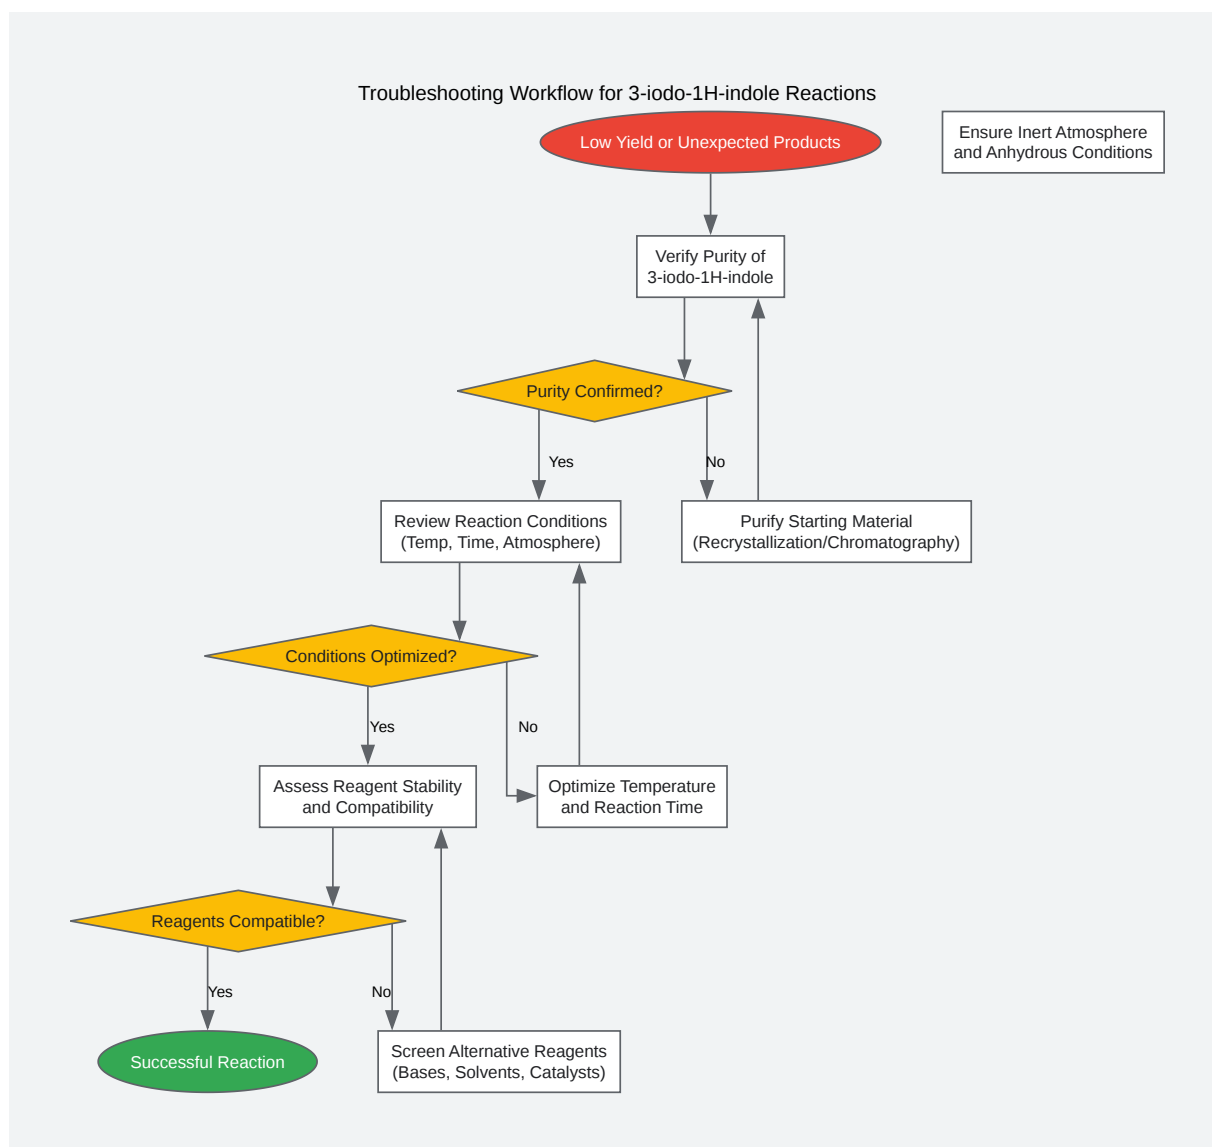 Troubleshooting Workflow for 3-iodo-1H-indole Reactions
Low Yield or Unexpected Products
Ensure Inert Atmosphere
and Anhydrous Conditions
Verify Purity of
3-iodo-1H-indole
Purity Confirmed?
Yes
No
Review Reaction Conditions
(Temp, Time, Atmosphere)
Purify Starting Material
(Recrystallization/Chromatography)
Conditions Optimized?
Yes
No
Assess Reagent Stability
and Compatibility
Optimize Temperature
and Reaction Time
Reagents Compatible?
Yes
No
Successful Reaction
Screen Alternative Reagents
(Bases, Solvents, Catalysts)